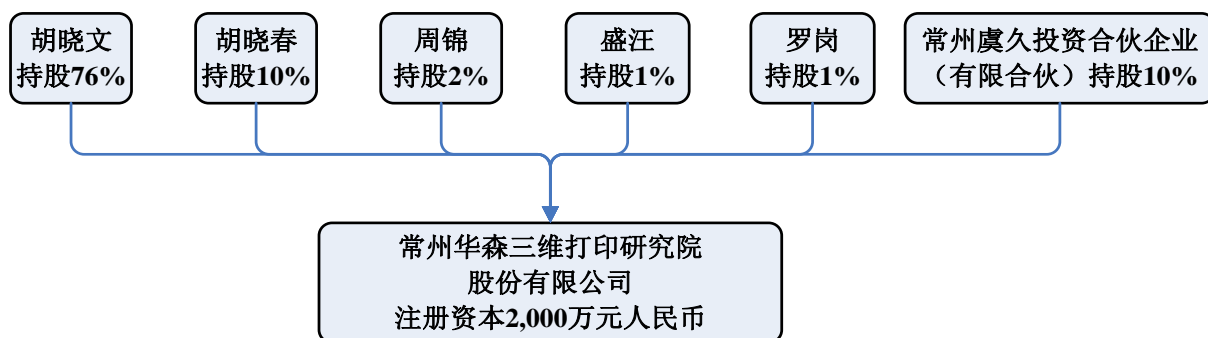 胡晓文
持股76%
胡晓春
持股10%
周锦
持股2%
盛汪
持股1%
罗岗
持股1%
常州虞久投资合伙企业
（有限合伙）持股10%
常州华森三维打印研究院
股份有限公司
注册资本2,000万元人民币